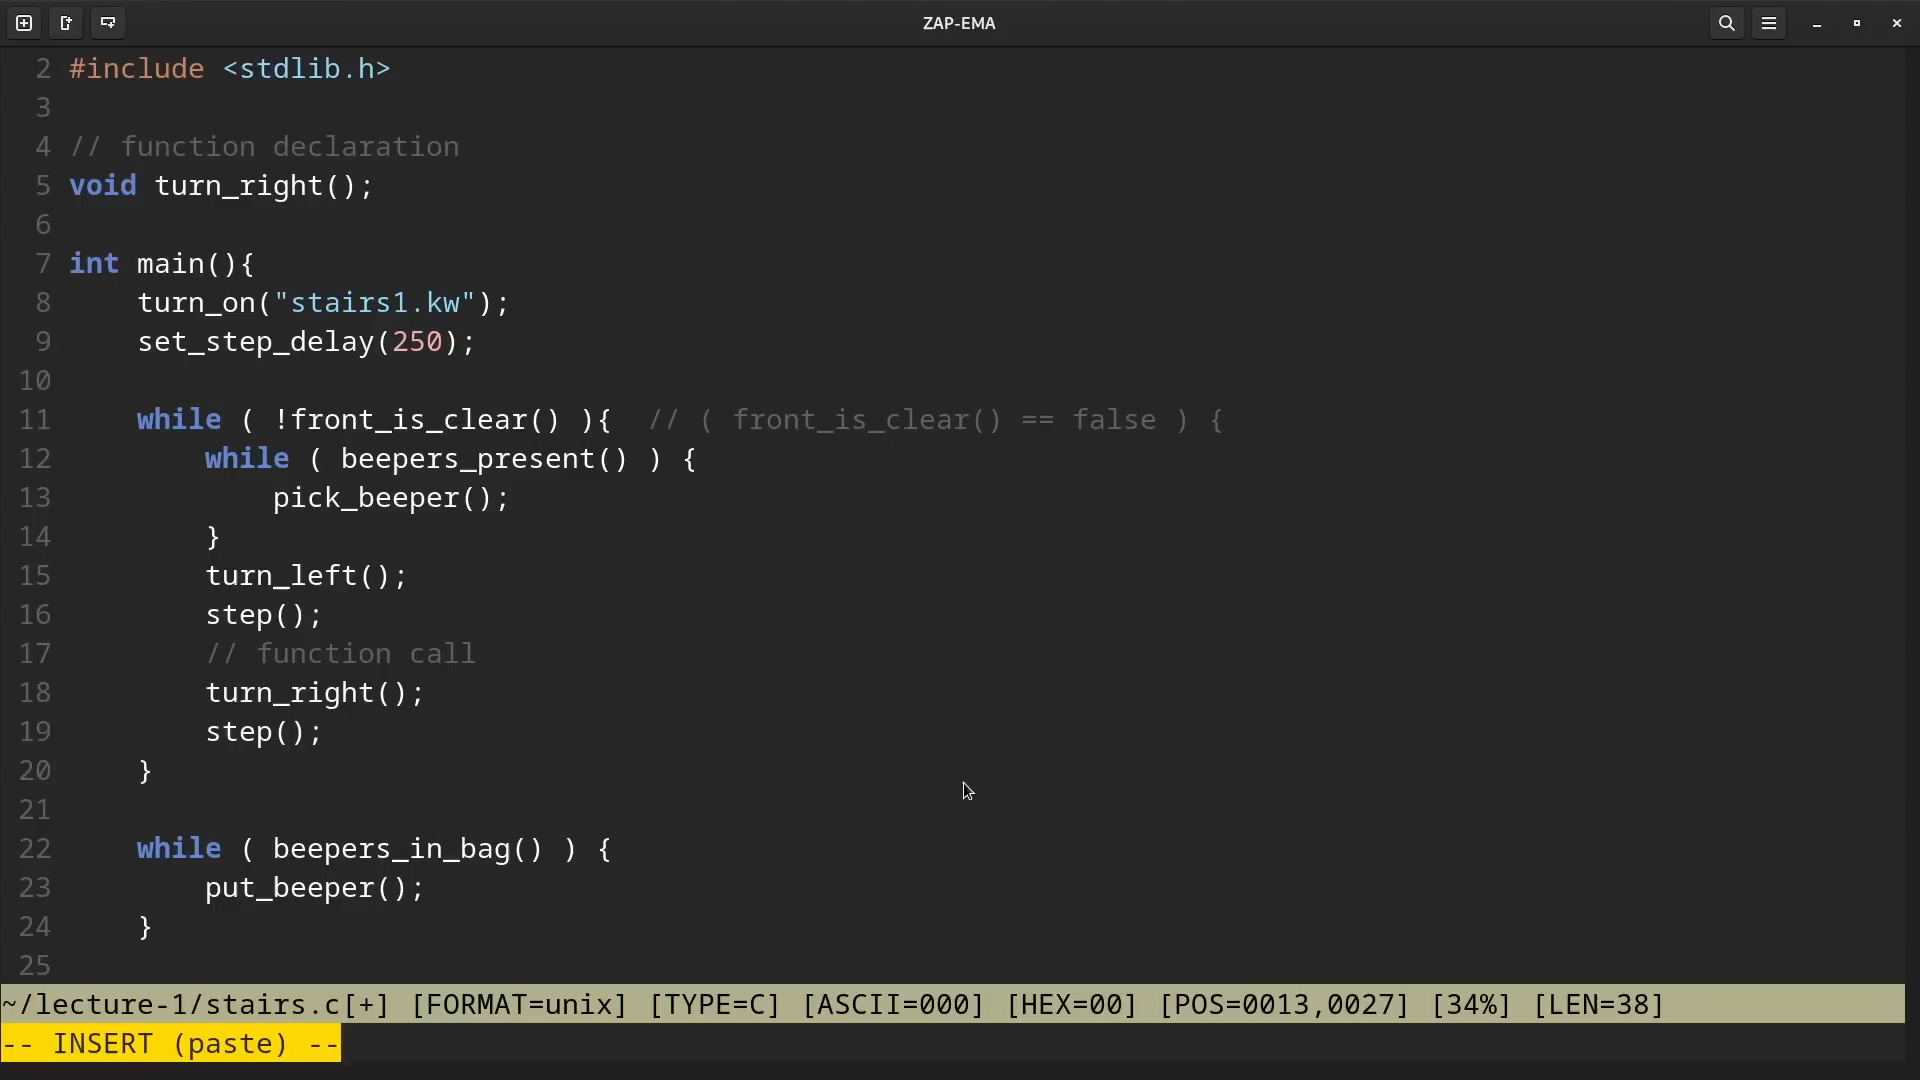 ZAP-EMA
2 #include <stdlib.h>
3
4 // function declaration
5 void turn_right();
6
7 int main(){
8     turn_on("stairs1.kw");
9     set_step_delay(250);
10
11     while ( !front_is_clear() ){  // ( front_is_clear() == false ) {
12         while ( beepers_present() ) {
13             pick_beeper();
14         }
15         turn_left();
16         step();
17         // function call
18         turn_right();
19         step();
20     }
21
22     while ( beepers_in_bag() ) {
23         put_beeper();
24     }
25
~/lecture-1/stairs.c[+] [FORMAT=unix] [TYPE=C] [ASCII=000] [HEX=00] [POS=0013,0027] [34%] [LEN=38]
-- INSERT (paste) --